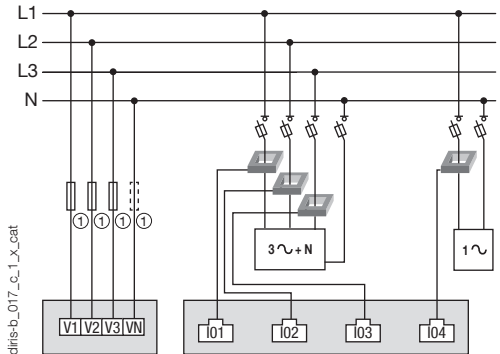 L1
L2
L3
N
① ① ① ①
3∿+N
1∿
V1 V2 V3 VN
I01 I02 I03 I04
diris-b_017_c_1_x_cat